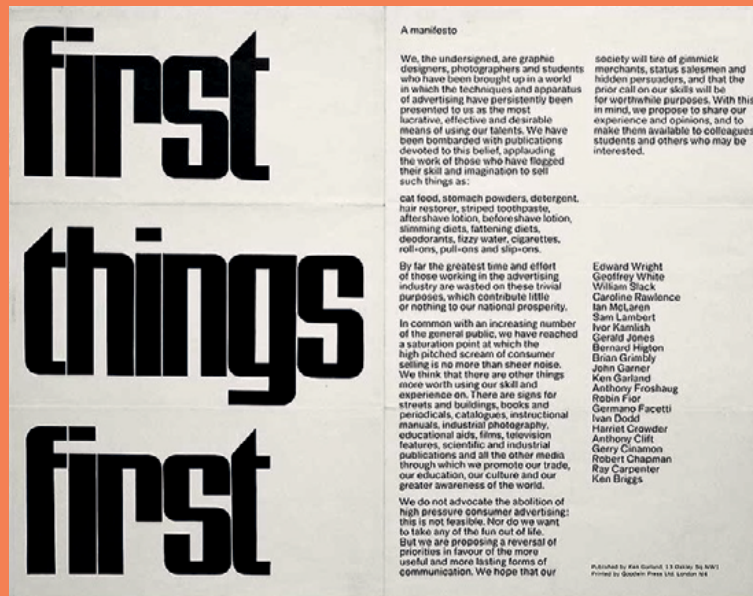 first
things
first
A manifesto
We, the undersigned, are graphic
designers, photographers and students
who have been brought up in a world
in which the techniques and apparatus
of advertising have persistently been
presented to us as the most
lucrative, effective and desirable
means of using our talents. We have
been bombarded with publications
devoted to this belief, applauding
the work of those who have flogged
their skill and imagination to sell
such things as:
cat food, stomach powders, detergent,
hair restorer, striped toothpaste,
aftershave lotion, beforeshave lotion,
slimming diets, fattening diets,
deodorants, fizzy water, cigarettes,
roll-ons, pull-ons and slip-ons.
By far the greatest time and effort
of those working in the advertising
industry are wasted on these trivial
purposes, which contribute little
or nothing to our national prosperity.
In common with an increasing number
of the general public, we have reached
a saturation point at which the
high pitched scream of consumer
selling is no more than sheer noise.
We think that there are other things
more worth using our skill and
experience on. There are signs for
streets and buildings, books and
periodicals, catalogues, instructional
manuals, industrial photography,
educational aids, films, television
features, scientific and industrial
publications and all the other media
through which we promote our trade,
our education, our culture and our
greater awareness of the world.
We do not advocate the abolition of
high pressure consumer advertising:
this is not feasible. Nor do we want
to take any of the fun out of life.
But we are proposing a reversal of
priorities in favour of the more
useful and more lasting forms of
communication. We hope that our
society will tire of gimmick
merchants, status salesmen and
hidden persuaders, and that the
prior call on our skills will be
for worthwhile purposes. With this
in mind, we propose to share our
experience and opinions, and to
make them available to colleagues
students and others who may be
interested.
Edward Wright
Geoffrey White
William Slack
Caroline Rawlence
Ian McLaren
Sam Lambert
Ivor Kamlish
Gerald Jones
Bernard Higton
Brian Grimbly
John Garner
Ken Garland
Anthony Froshaug
Robin Fior
Germano Facetti
Ivan Dodd
Harriet Crowder
Anthony Clift
Gerry Cinamon
Robert Chapman
Ray Carpenter
Ken Briggs
Published by Ken Garland, 13 Oakley Sq NW1
Printed by Goodwin Press Ltd. London N4